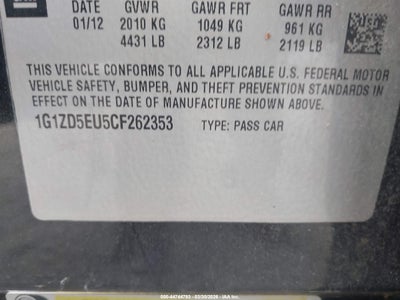 GM
DATE GVWR GAWR FRT GAWR RR
01/12 2010 KG 1049 KG 961 KG
4431 LB 2312 LB 2119 LB
THIS VEHICLE CONFORMS TO ALL APPLICABLE U.S. FEDERAL MOTOR
VEHICLE SAFETY, BUMPER, AND THEFT PREVENTION STANDARDS
IN EFFECT ON THE DATE OF MANUFACTURE SHOWN ABOVE.
1G1ZD5EU5CF262353 TYPE: PASS CAR